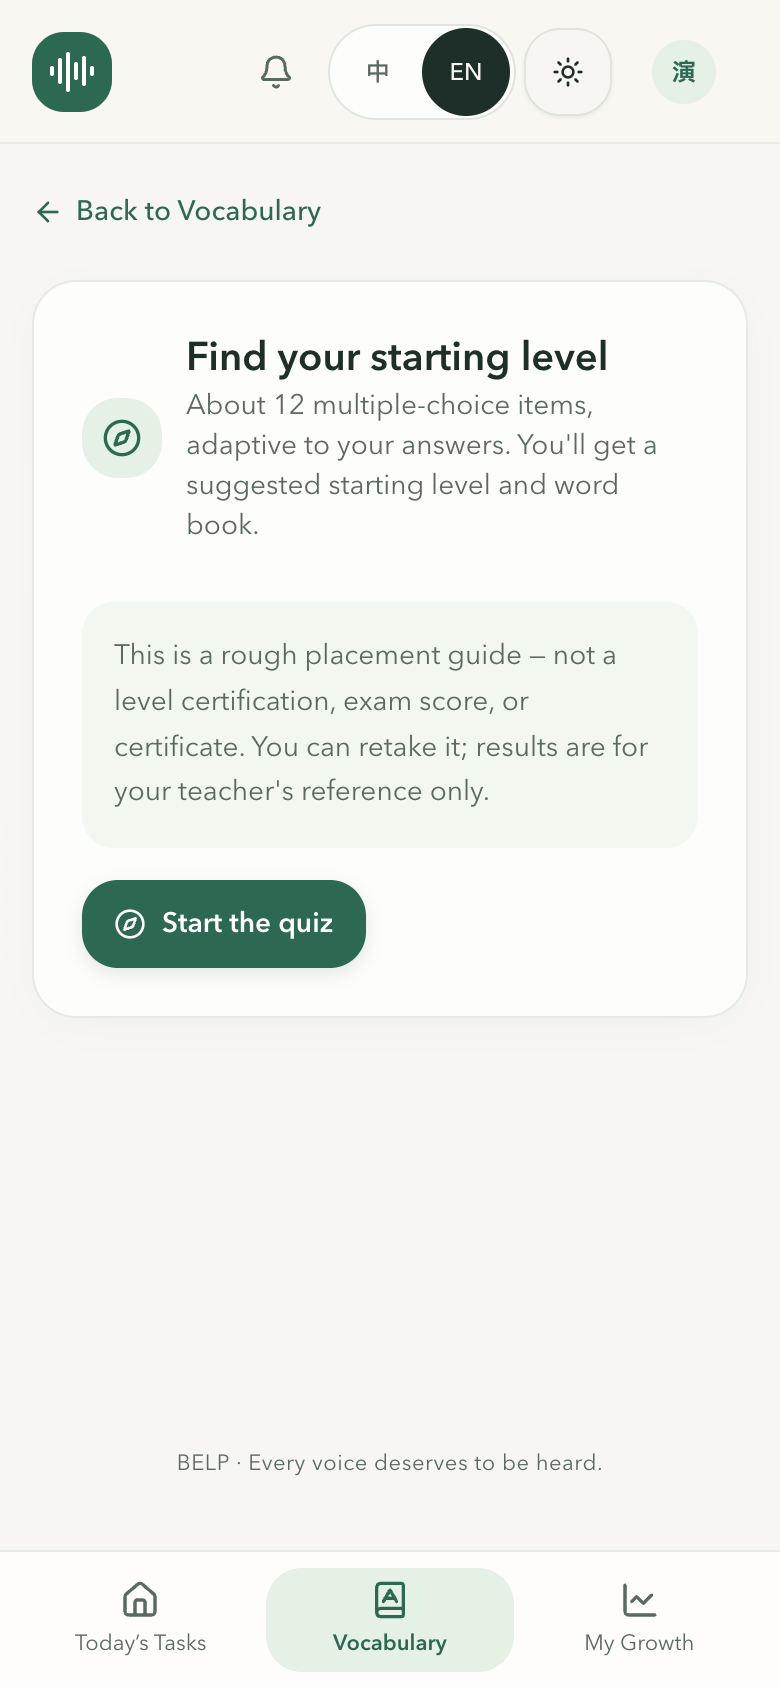 中
EN
演
Back to Vocabulary
Find your starting level
About 12 multiple-choice items,
adaptive to your answers. You'll get a
suggested starting level and word
book.
This is a rough placement guide – not a
level certification, exam score, or
certificate. You can retake it; results are for
your teacher's reference only.
Start the quiz
BELP · Every voice deserves to be heard.
Today's Tasks
Vocabulary
My Growth